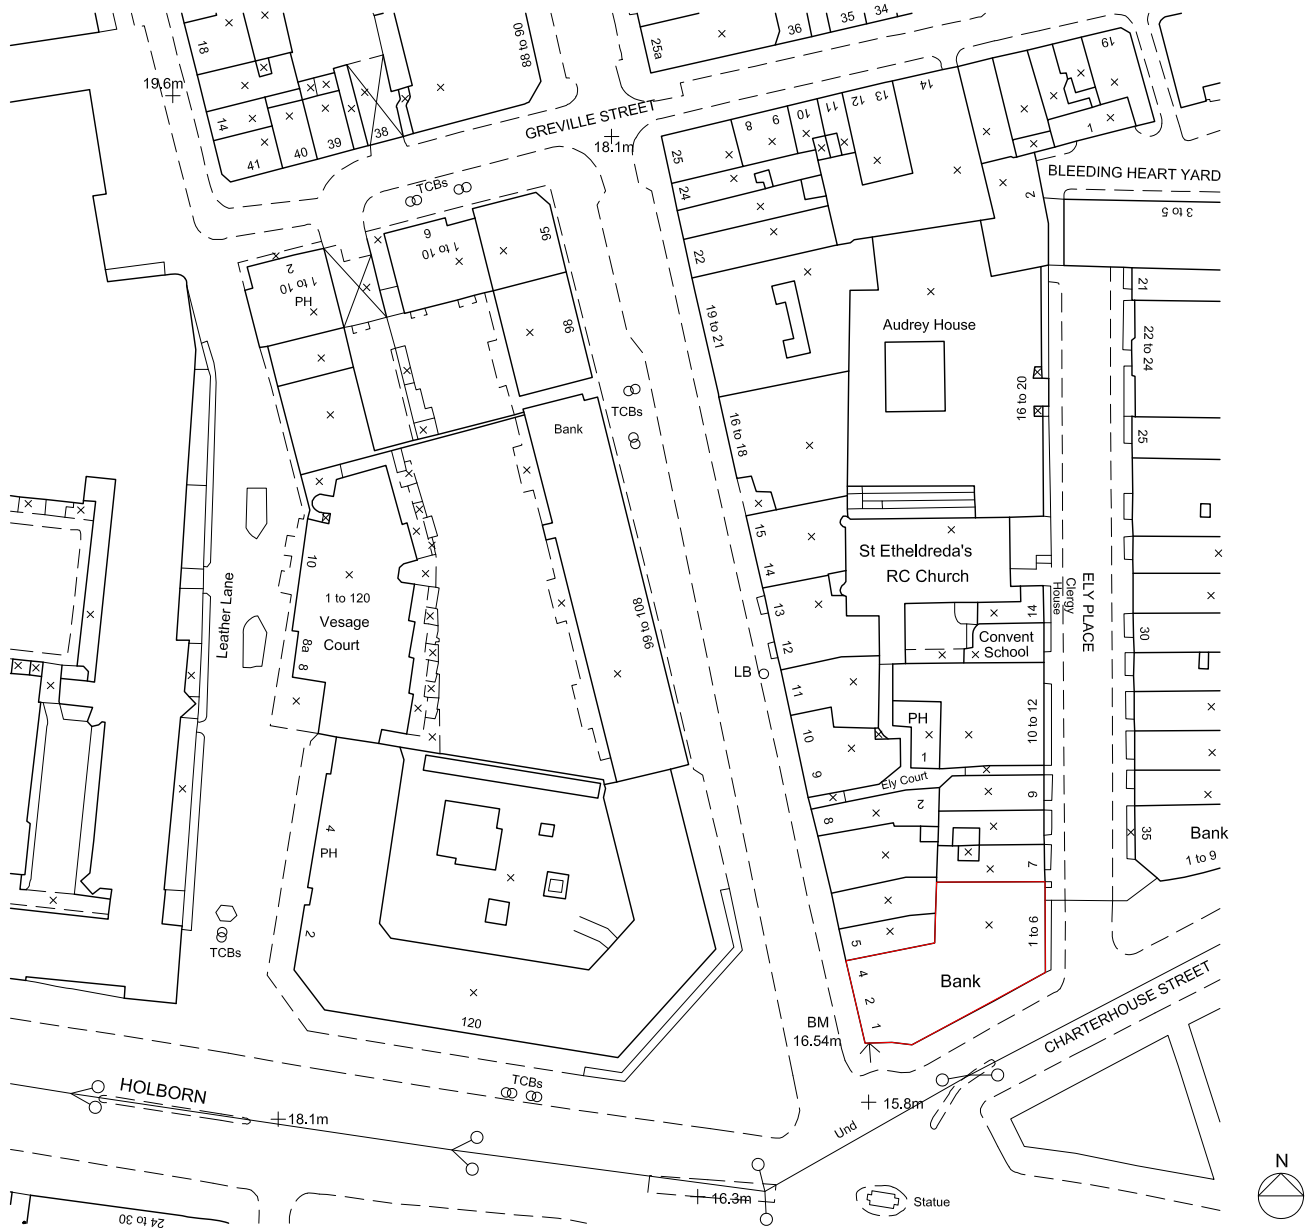 18
19.6m
14
41
40
39
38
90 to 88
25a
36
35
34
GREVILLE STREET
18.1m
TCBs
25
24
22
8
9
10
11
12
13
14
19
1
2
BLEEDING HEART YARD
3 to 5
2
1 to 10
PH
6
1 to 10
95
98
TCBs
Bank
19 to 21
Audrey House
16 to 20
21
22 to 24
25
16 to 18
15
14
St Etheldreda's
RC Church
Clergy
House
ELY PLACE
14
Convent
School
30
13
12
11
10
9
LB
PH
1
10 to 12
Ely Court
2
9
8
7
35
Bank
1 to 9
Leather Lane
10
1 to 120
Vesage
Court
8a
8
99 to 108
4
PH
2
TCBs
120
5
4
2
1
1 to 6
Bank
BM
16.54m
CHARTERHOUSE STREET
HOLBORN
TCBs
18.1m
15.8m
Und
16.3m
Statue
24 to 30
N